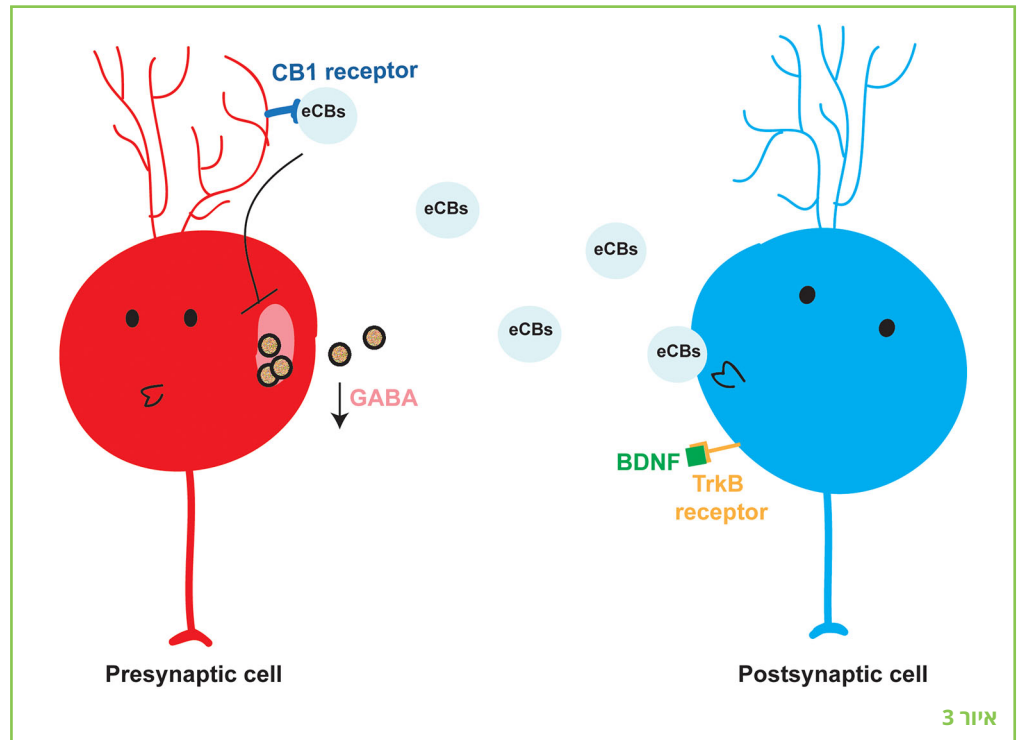 CB1 receptor
eCBs
eCBs
eCBs
eCBs
eCBs
GABA
BDNF
TrkB
receptor
Presynaptic cell
Postsynaptic cell
איור 3